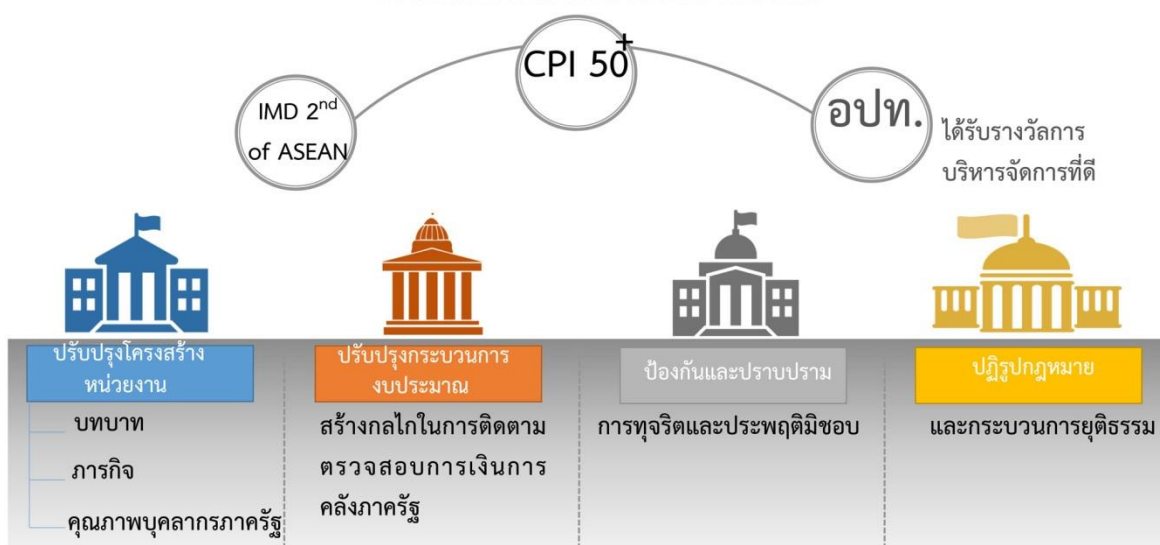 CPI 50+
IMD 2nd
of ASEAN
อปท.
ได้รับรางวัลการ
บริหารจัดการที่ดี
ปรับปรุงโครงสร้าง
หน่วยงาน
บทบาท
ภารกิจ
คุณภาพบุคลากรภาครัฐ
ปรับปรุงกระบวนการ
งบประมาณ
สร้างกลไกในการติดตาม
ตรวจสอบการเงินการ
คลังภาครัฐ
ป้องกันและปราบปราม
การทุจริตและประพฤติมิชอบ
ปฏิรูปกฎหมาย
และกระบวนการยุติธรรม